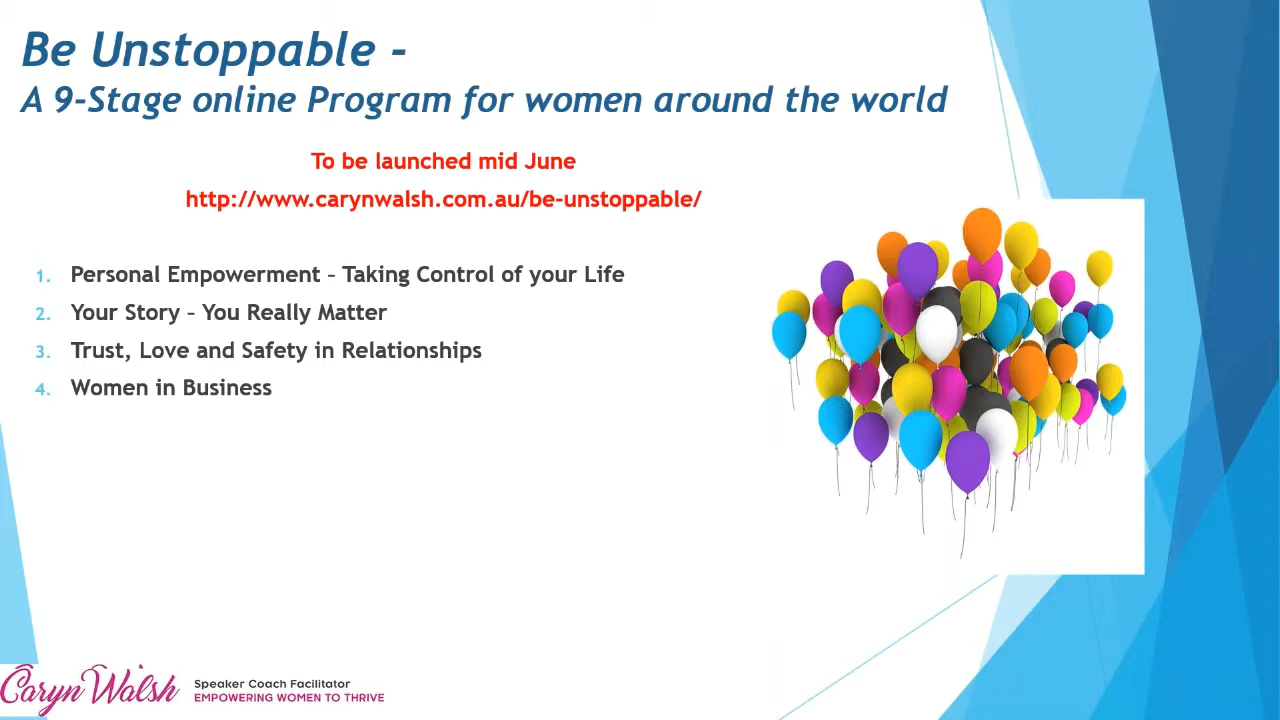 Be Unstoppable -
A 9-Stage online Program for women around the world
To be launched mid June
http://www.carynwalsh.com.au/be-unstoppable/
1. Personal Empowerment – Taking Control of your Life
2. Your Story – You Really Matter
3. Trust, Love and Safety in Relationships
4. Women in Business
Caryn Walsh
Speaker Coach Facilitator
EMPOWERING WOMEN TO THRIVE